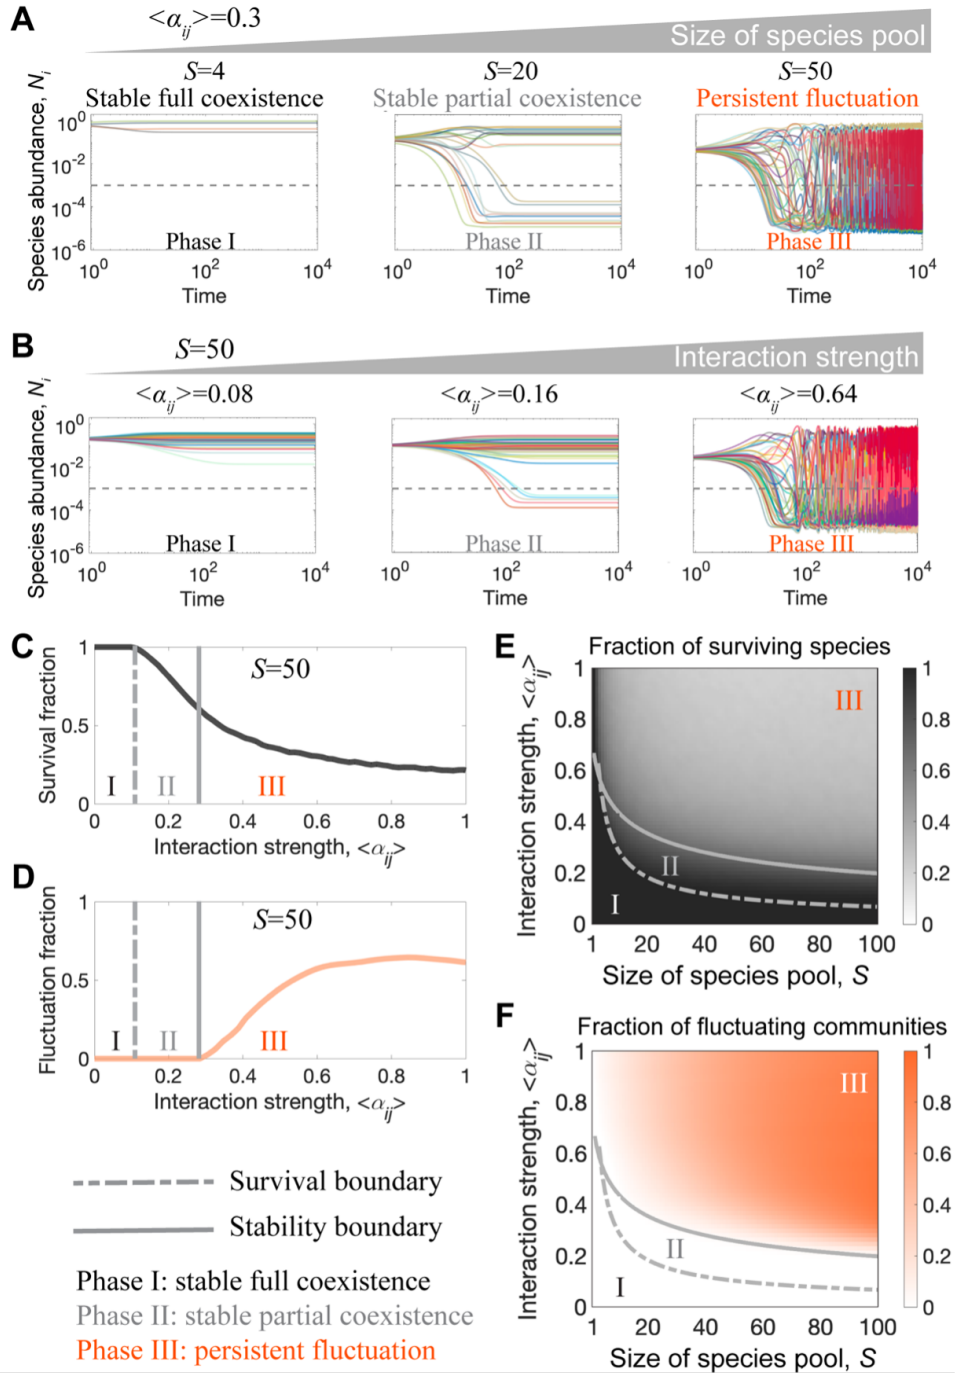 A
<α_ij>=0.3
Size of species pool
S=4
S=20
S=50
Stable full coexistence
Stable partial coexistence
Persistent fluctuation
Species abundance, N_i
10^0
10^-2
10^-4
10^-6
Phase I
Phase II
Phase III
10^0 10^2 10^4
10^0 10^2 10^4
10^0 10^2 10^4
Time
Time
Time
B
S=50
Interaction strength
<α_ij>=0.08
<α_ij>=0.16
<α_ij>=0.64
Species abundance, N_i
10^0
10^-2
10^-4
10^-6
Phase I
Phase II
Phase III
10^0 10^2 10^4
10^0 10^2 10^4
10^0 10^2 10^4
Time
Time
Time
C
Survival fraction
1
0.5
0
S=50
I
II
III
0 0.2 0.4 0.6 0.8 1
Interaction strength, <α_ij>
D
Fluctuation fraction
1
0.5
0
S=50
I
II
III
0 0.2 0.4 0.6 0.8 1
Interaction strength, <α_ij>
Survival boundary
Stability boundary
Phase I: stable full coexistence
Phase II: stable partial coexistence
Phase III: persistent fluctuation
E
Fraction of surviving species
Interaction strength, <α_ij>
1
0.8
0.6
0.4
0.2
0
III
II
I
1
0.8
0.6
0.4
0.2
0
1 20 40 60 80 100
Size of species pool, S
F
Fraction of fluctuating communities
Interaction strength, <α_ij>
1
0.8
0.6
0.4
0.2
0
III
II
I
1
0.8
0.6
0.4
0.2
0
1 20 40 60 80 100
Size of species pool, S